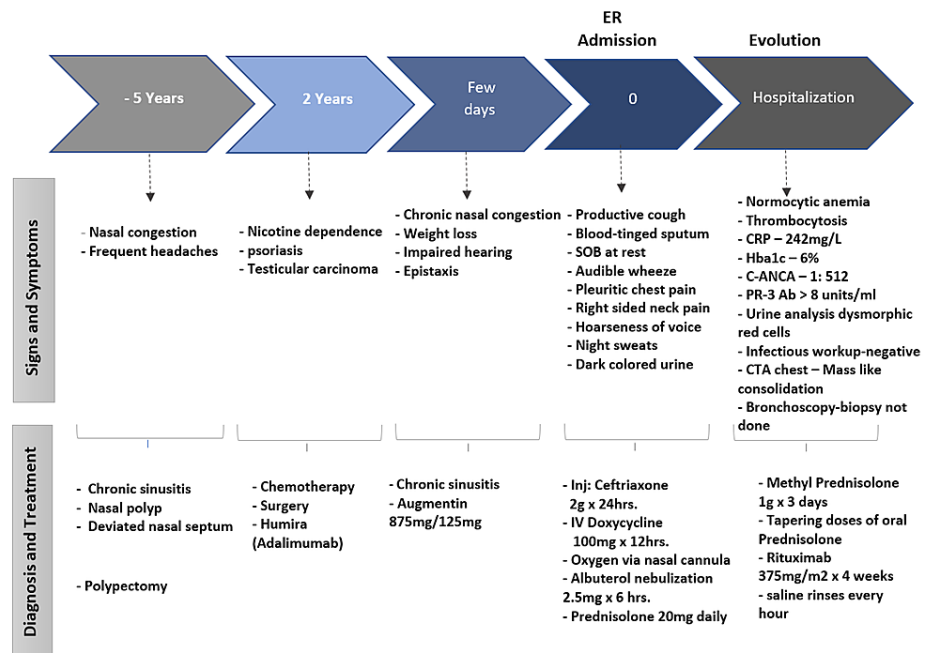 ER
Admission
Evolution
- 5 Years
2 Years
Few
days
0
Hospitalization
Signs and Symptoms
- Nasal congestion
- Frequent headaches
- Nicotine dependence
- psoriasis
- Testicular carcinoma
- Chronic nasal congestion
- Weight loss
- Impaired hearing
- Epistaxis
- Productive cough
- Blood-tinged sputum
- SOB at rest
- Audible wheeze
- Pleuritic chest pain
- Right sided neck pain
- Hoarseness of voice
- Night sweats
- Dark colored urine
- Normocytic anemia
- Thrombocytosis
- CRP – 242mg/L
- Hba1c – 6%
- C-ANCA – 1: 512
- PR-3 Ab > 8 units/ml
- Urine analysis dysmorphic
red cells
- Infectious workup-negative
- CTA chest – Mass like
consolidation
- Bronchoscopy-biopsy not
done
Diagnosis and Treatment
- Chronic sinusitis
- Nasal polyp
- Deviated nasal septum
- Polypectomy
- Chemotherapy
- Surgery
- Humira
(Adalimumab)
- Chronic sinusitis
- Augmentin
875mg/125mg
- Inj: Ceftriaxone
2g x 24hrs.
- IV Doxycycline
100mg x 12hrs.
- Oxygen via nasal cannula
- Albuterol nebulization
2.5mg x 6 hrs.
- Prednisolone 20mg daily
- Methyl Prednisolone
1g x 3 days
- Tapering doses of oral
Prednisolone
- Rituximab
375mg/m2 x 4 weeks
- saline rinses every
hour